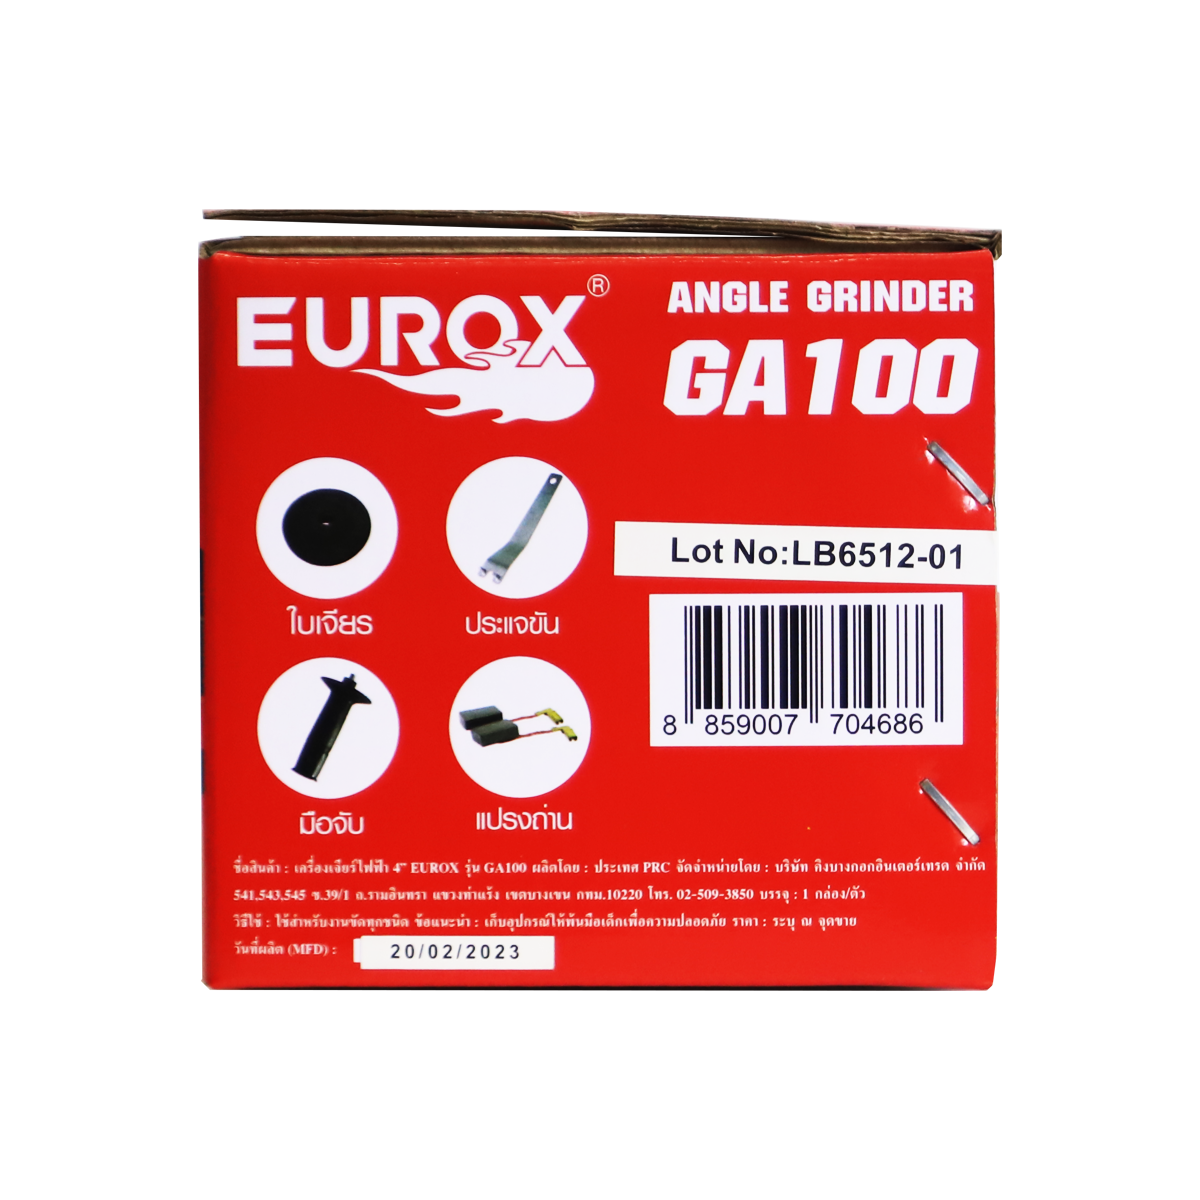 EUROX®
ANGLE GRINDER
GA100
ใบเจียร
ประแจขัน
มือจับ
แปรงถ่าน
Lot No:LB6512-01
8 859007 704686
ชื่อสินค้า : เครื่องเจียร์ไฟฟ้า 4" EUROX รุ่น GA100 ผลิตโดย : ประเทศ PRC จัดจำหน่ายโดย : บริษัท คิงบางกอกอินเตอร์เทรด จำกัด
541,543,545 ซ.39/1 ถ.รามอินทรา แขวงท่าแร้ง เขตบางเขน กทม.10220 โทร. 02-509-3850 บรรจุ : 1 กล่อง/ตัว
วิธีใช้ : ใช้สำหรับงานขัดทุกชนิด ข้อแนะนำ : เก็บอุปกรณ์ให้พ้นมือเด็กเพื่อความปลอดภัย ราคา : ระบุ ณ จุดขาย
วันที่ผลิต (MFD) : 20/02/2023